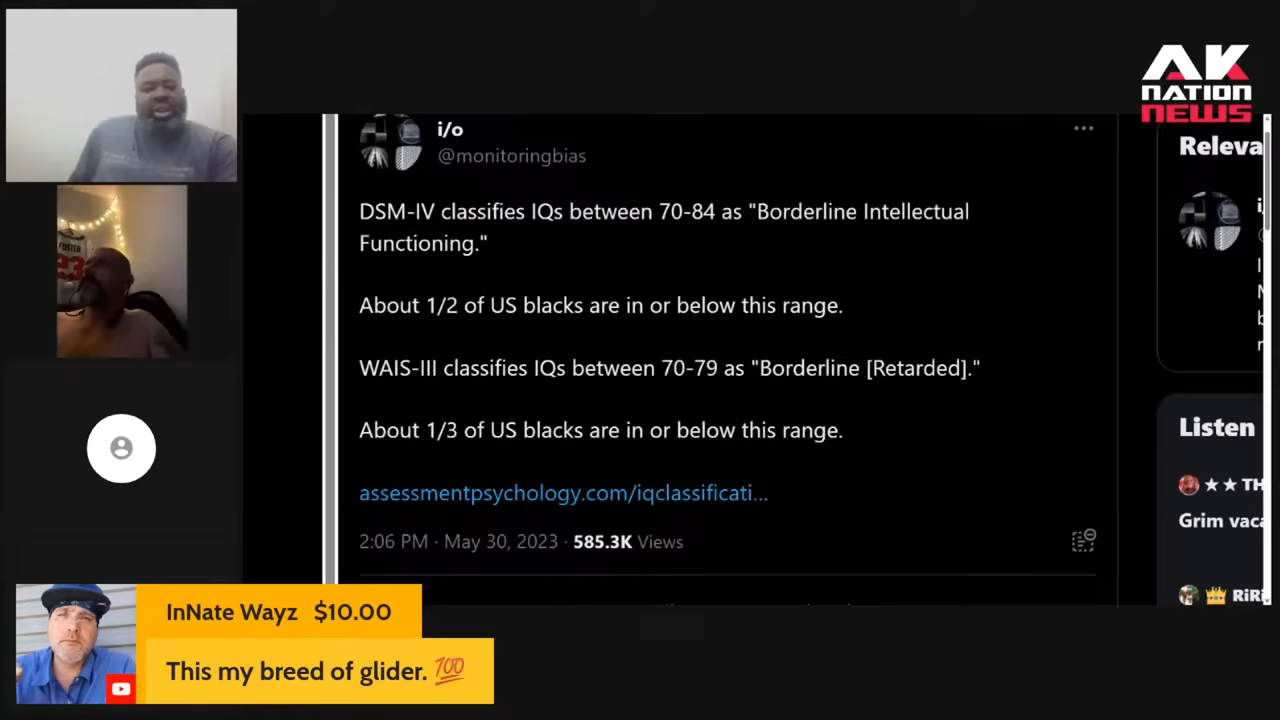 AK
NATION
NEWS
i/o
@monitoringbias
DSM-IV classifies IQs between 70-84 as "Borderline Intellectual
Functioning."
About 1/2 of US blacks are in or below this range.
WAIS-III classifies IQs between 70-79 as "Borderline [Retarded]."
About 1/3 of US blacks are in or below this range.
assessmentpsychology.com/iqclassificati...
2:06 PM · May 30, 2023 · 585.3K Views
Releva
Listen
★★ TH
Grim vaca
RiRi
23
InNate Wayz $10.00
This my breed of glider. 💯